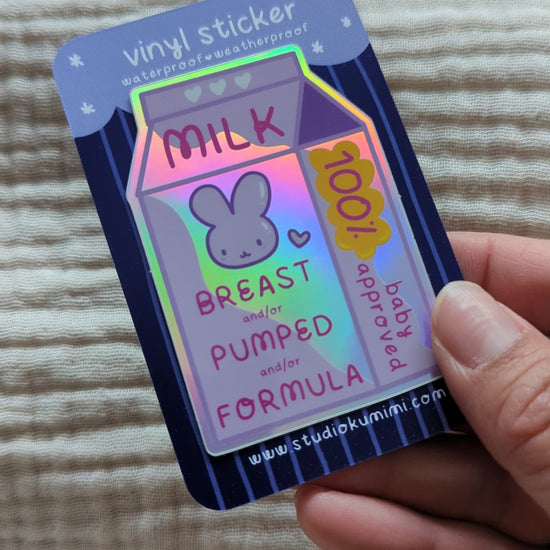 vinyl sticker
waterproof♥weatherproof
MILK
100%
BREAST
and/or
PUMPED
and/or
FORMULA
baby
approved
www.studiokumimi.com